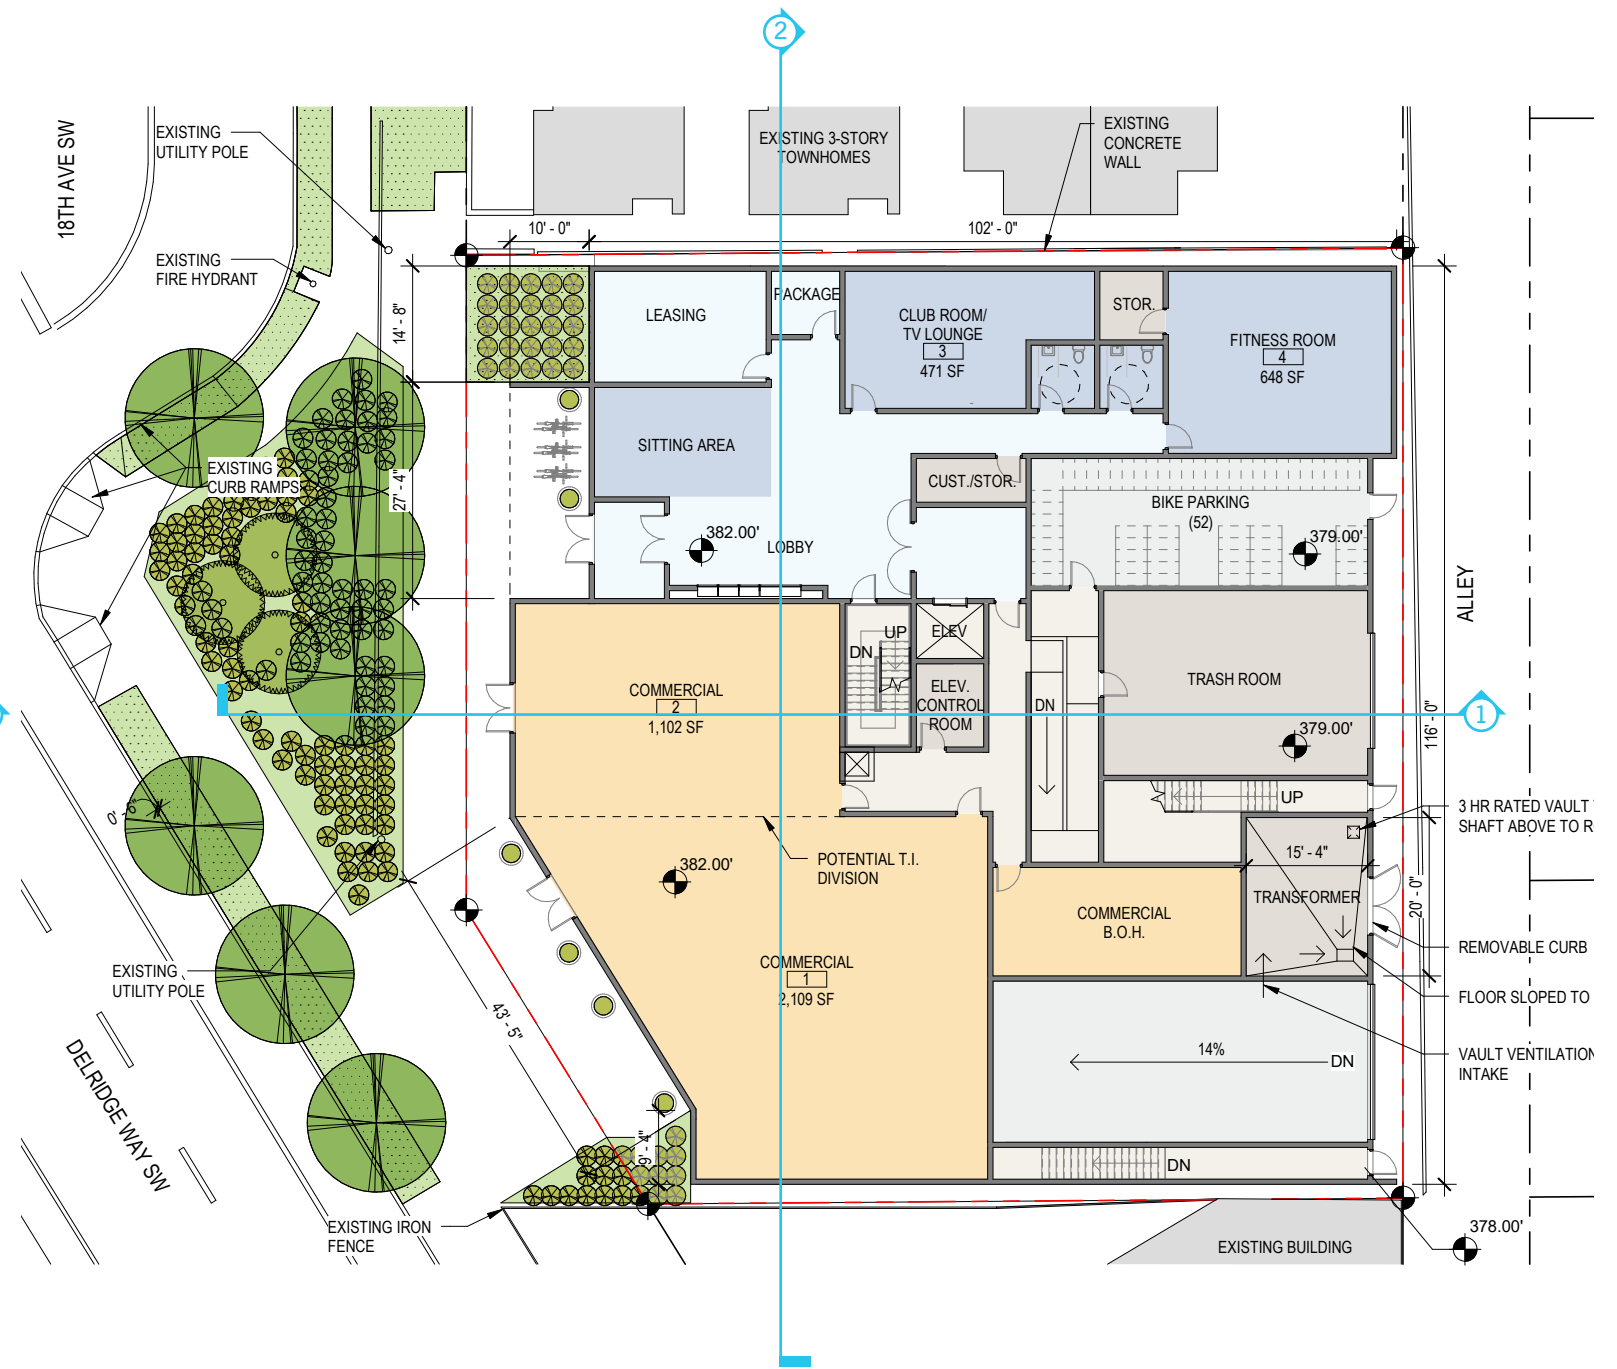 2
18TH AVE SW
EXISTING
UTILITY POLE
EXISTING 3-STORY
TOWNHOMES
EXISTING
CONCRETE
WALL
10' - 0"
102' - 0"
EXISTING
FIRE HYDRANT
14' - 8"
LEASING
PACKAGE
CLUB ROOM/
TV LOUNGE
3
471 SF
STOR.
FITNESS ROOM
4
648 SF
SITTING AREA
EXISTING
CURB RAMPS
27' - 4"
CUST./STOR.
BIKE PARKING
(52)
382.00'
LOBBY
379.00'
ALLEY
UP
DN
ELEV
ELEV.
CONTROL
ROOM
DN
TRASH ROOM
COMMERCIAL
2
1,102 SF
1
379.00'
116' - 0"
UP
0' - 6"
3 HR RATED VAULT
SHAFT ABOVE TO R
15' - 4"
POTENTIAL T.I.
DIVISION
382.00'
TRANSFORMER
20' - 0"
COMMERCIAL
B.O.H.
REMOVABLE CURB
COMMERCIAL
1
2,109 SF
EXISTING
UTILITY POLE
FLOOR SLOPED TO
43' - 5"
14%
DN
VAULT VENTILATION
INTAKE
DELRIDGE WAY SW
9' - 4"
DN
EXISTING IRON
FENCE
378.00'
EXISTING BUILDING